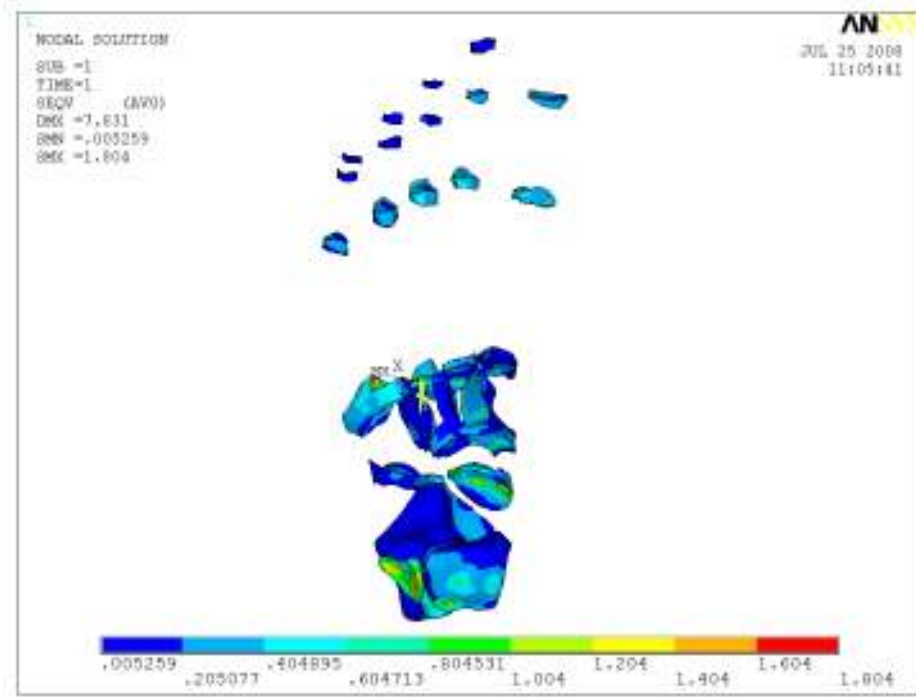 NODAL SOLUTION
SUB =1
TIME=1
SEQV (AVG)
DMX =7.831
SMN =.005259
SMX =1.804
AN
JUL 25 2008
11:05:41
X
.005259 .404895 .804531 1.204 1.604
.205077 .604713 1.004 1.404 1.804